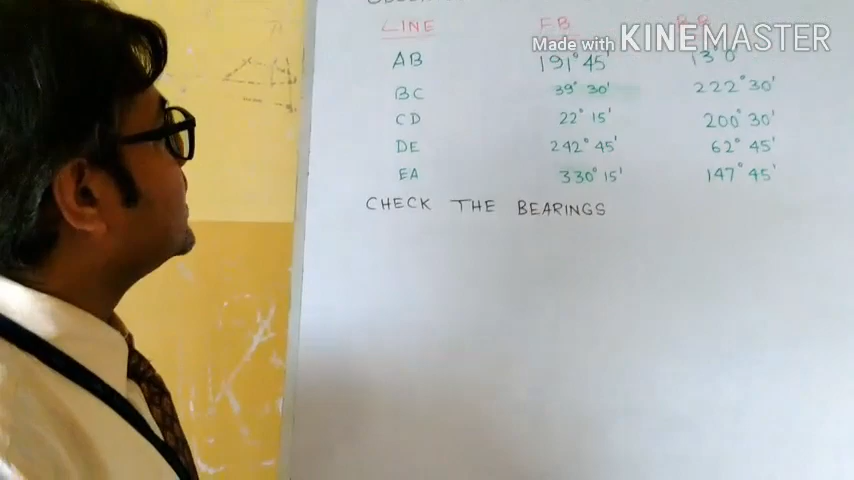 LINE FB B.B
Made with KINEMASTER
AB 191° 45' 13° 0'
BC 39° 30' 222° 30'
CD 22° 15' 200° 30'
DE 242° 45' 62° 45'
EA 330° 15' 147° 45'
CHECK THE BEARINGS